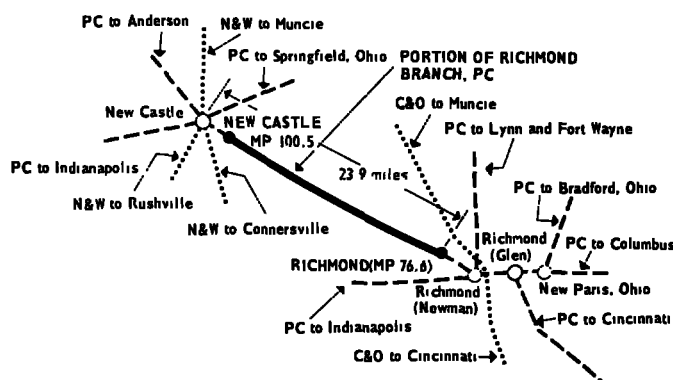 PC to Anderson
N&W to Muncie
PC to Springfield, Ohio
PORTION OF RICHMOND
BRANCH, PC
New Castle
NEW CASTLE
MP 100.5
C&O to Muncie
PC to Lynn and Fort Wayne
PC to Indianapolis
23.9 miles
PC to Bradford, Ohio
N&W to Rushville
N&W to Connersville
Richmond
(Glen)
PC to Columbus
RICHMOND(MP 76.6)
New Paris, Ohio
Richmond
(Newman)
PC to Indianapolis
PC to Cincinnati
C&O to Cincinnati